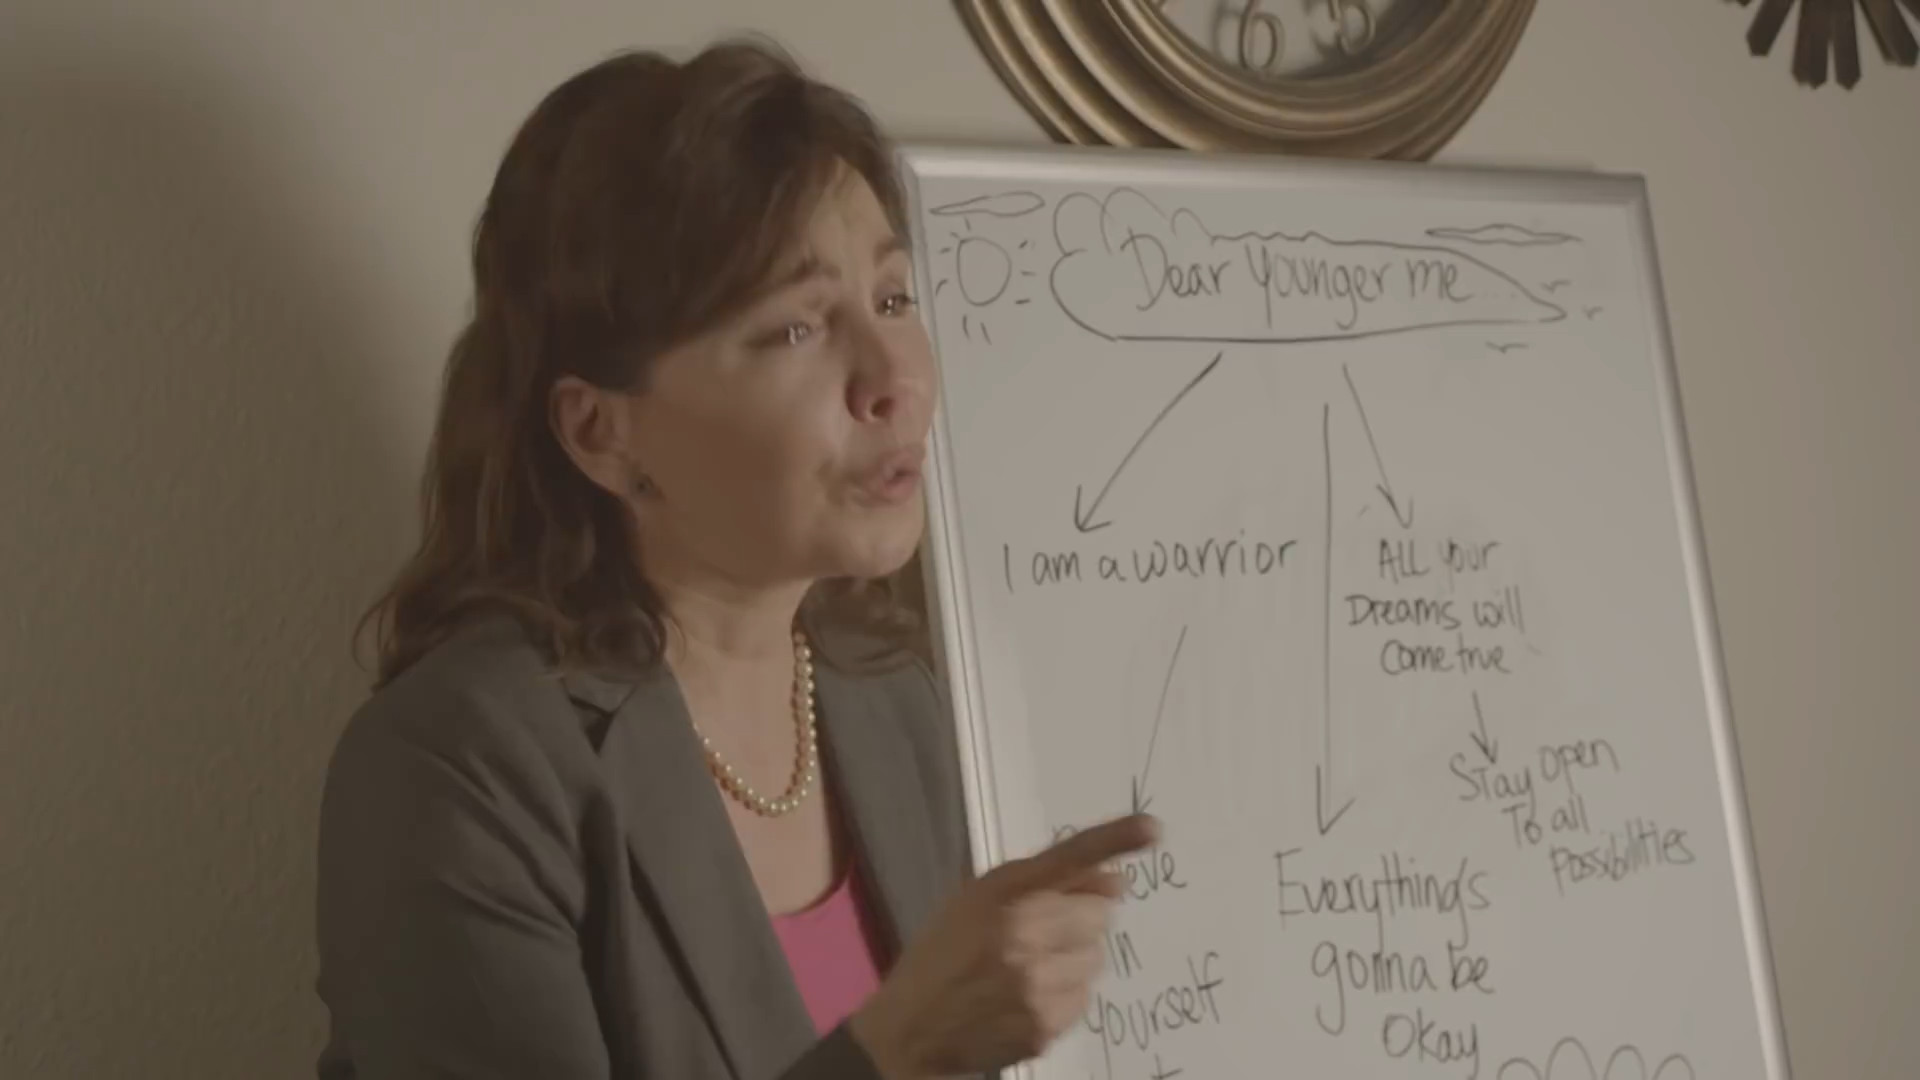 Dear Younger me
I am a warrior
ALL your
Dreams will
Come true
Stay open
To all
Possibilities
in
yourself
Everything's
gonna be
Okay
6